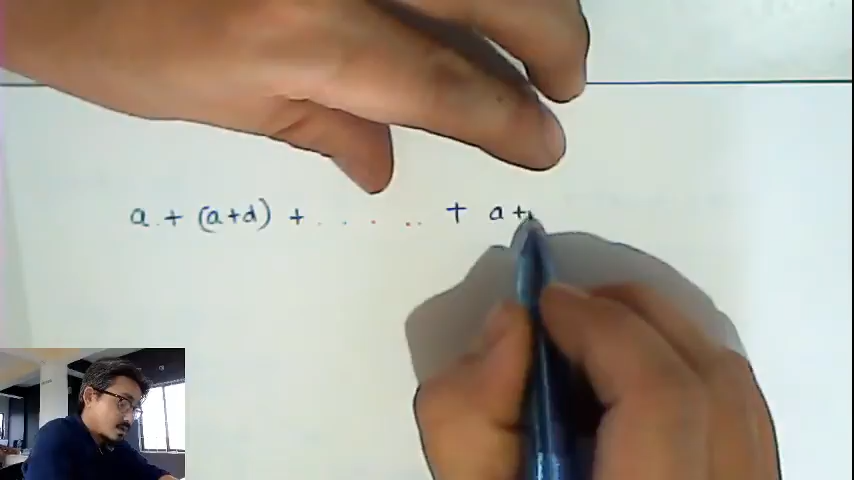 a + (a+d) + ..... + a +